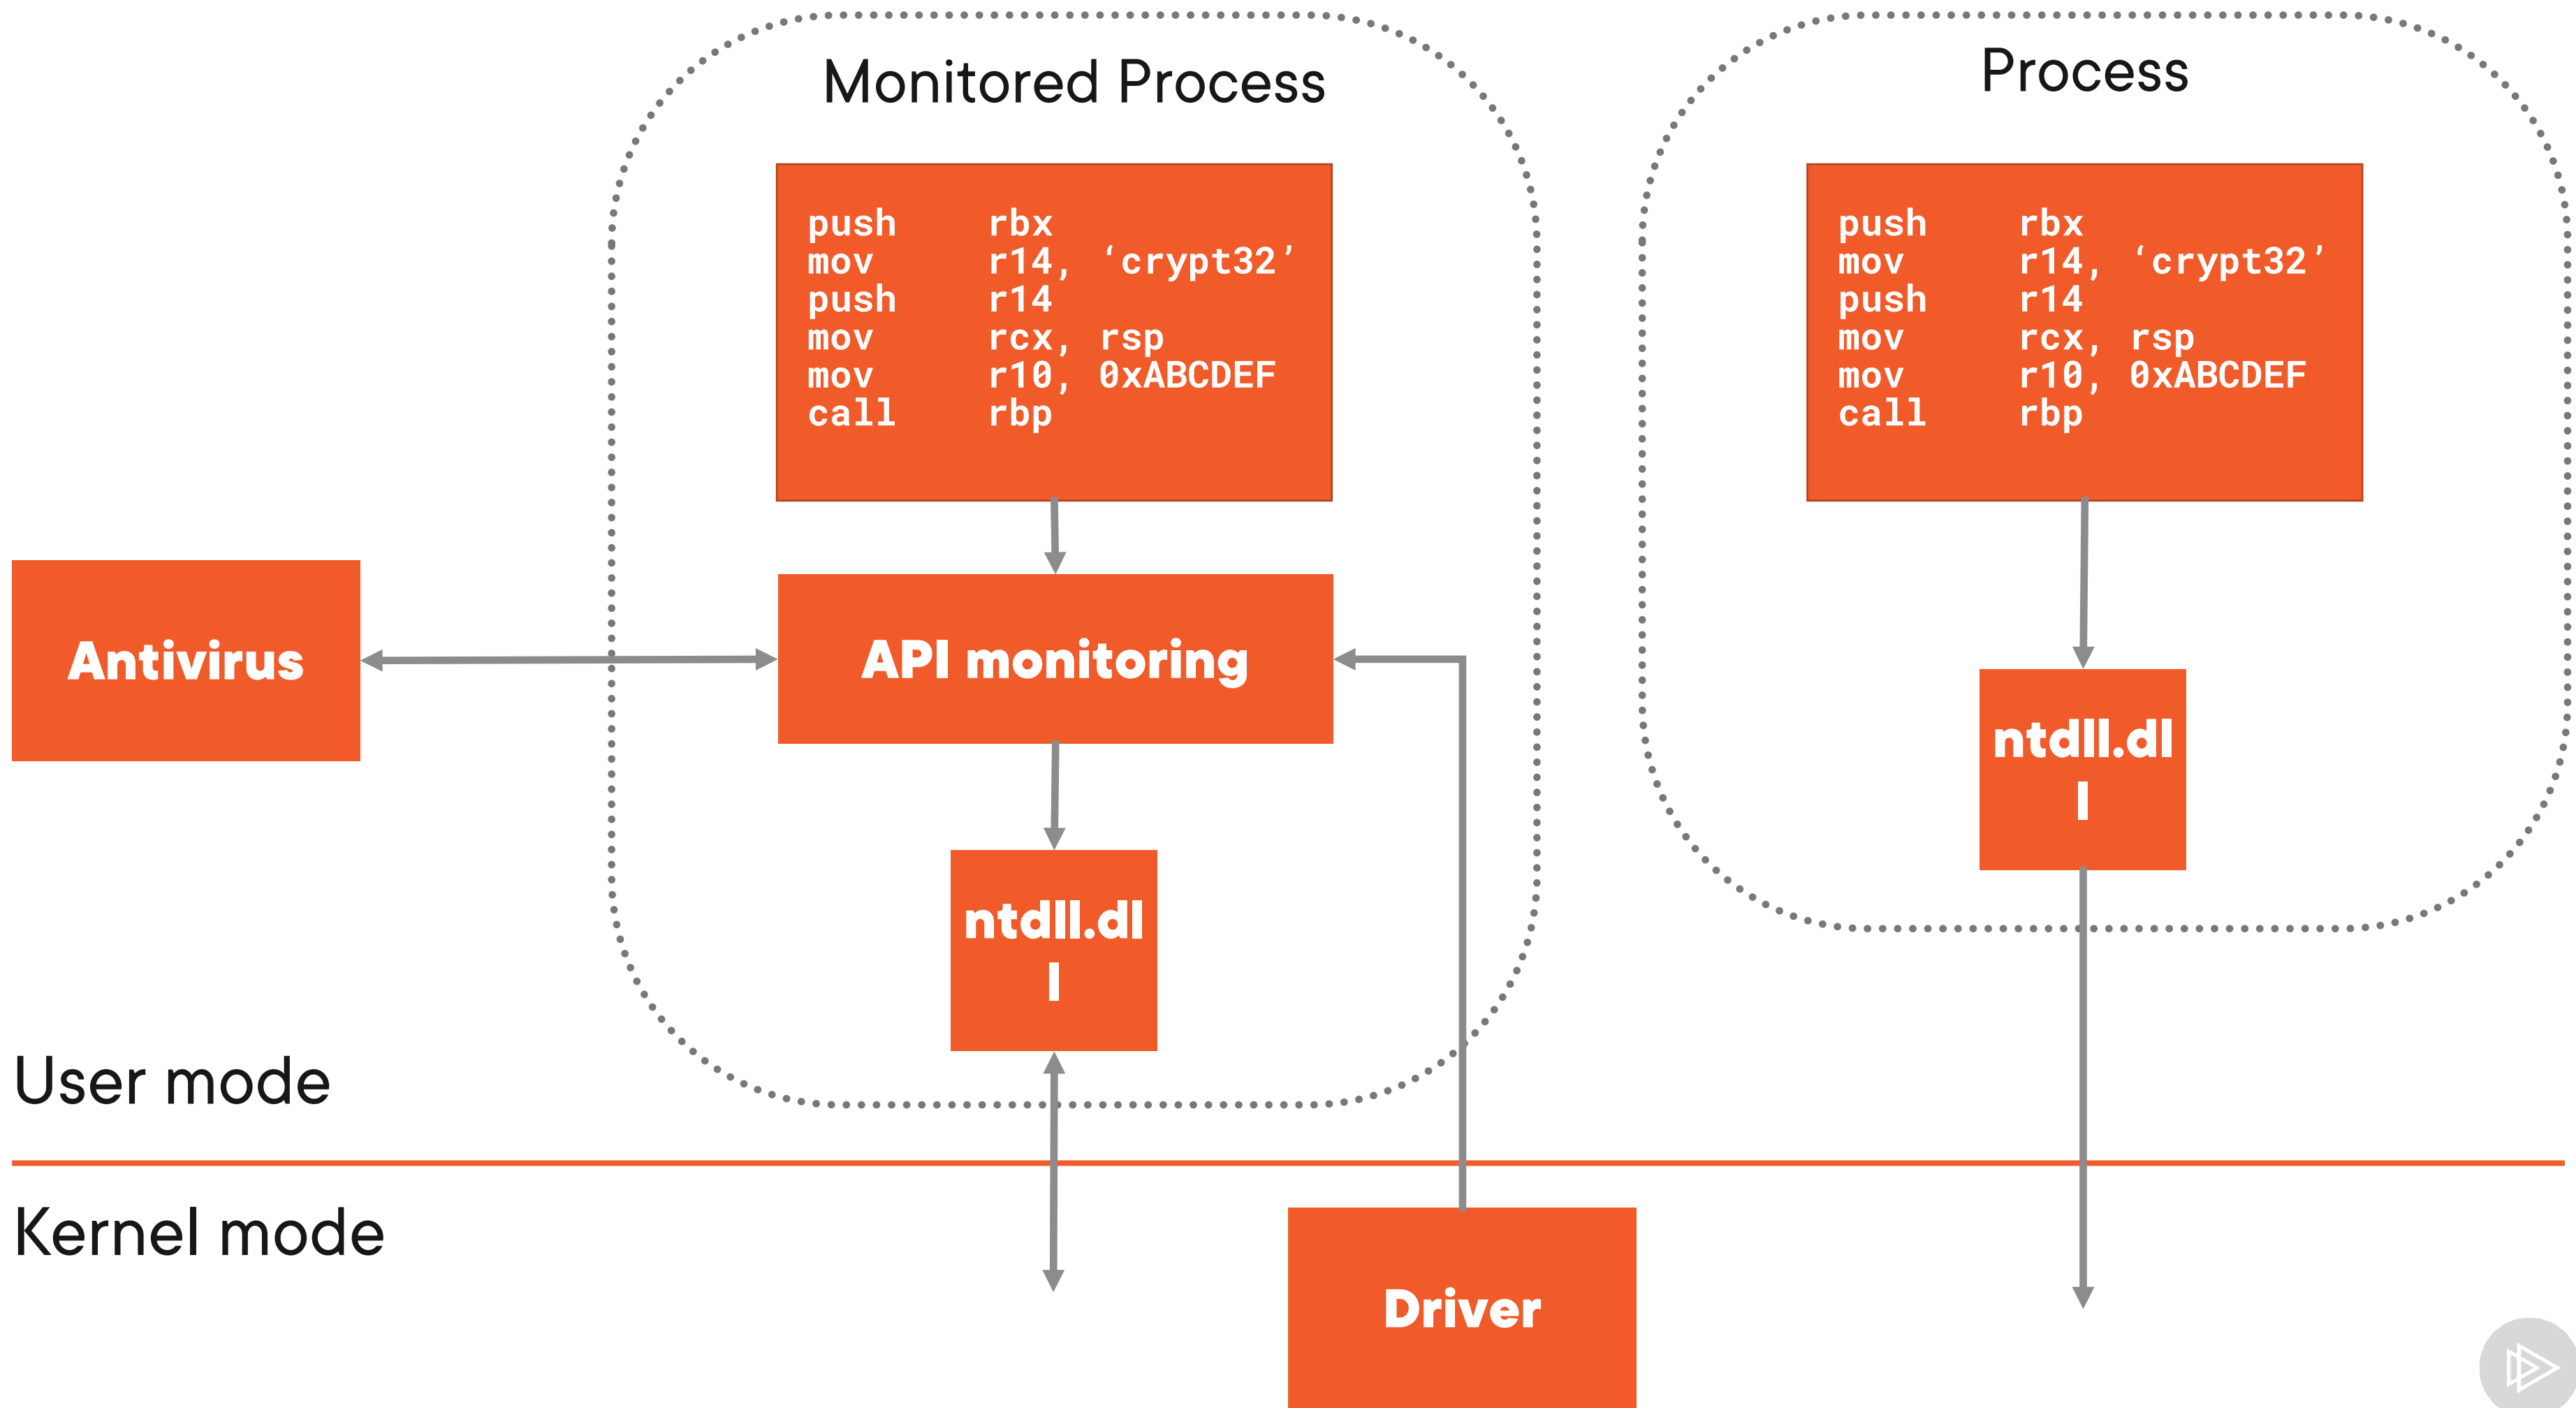 Monitored Process
push rbx
mov r14, ‘crypt32’
push r14
mov rcx, rsp
mov r10, 0xABCDEF
call rbp
API monitoring
ntdll.dl
l
Antivirus
Process
push rbx
mov r14, ‘crypt32’
push r14
mov rcx, rsp
mov r10, 0xABCDEF
call rbp
ntdll.dl
l
User mode
Kernel mode
Driver